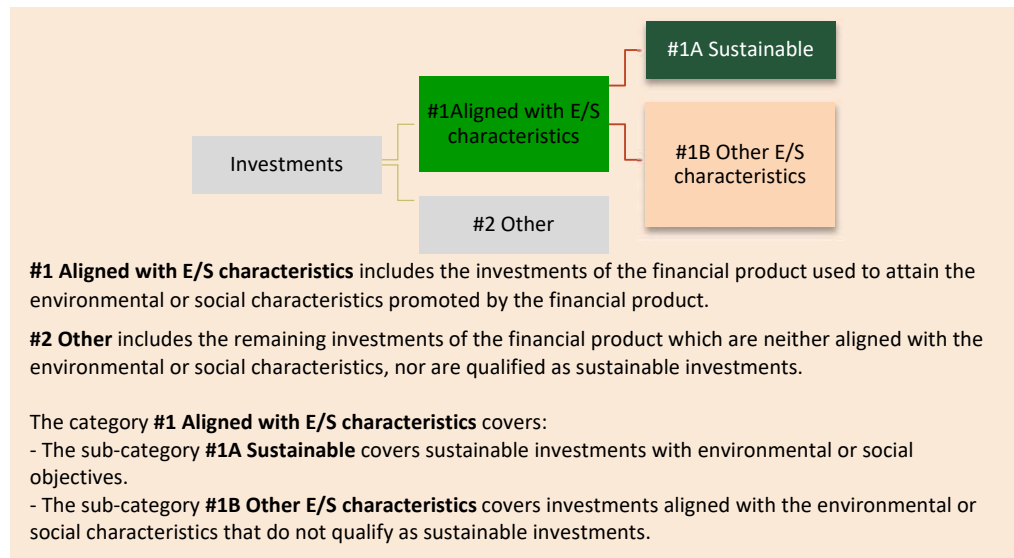 #1A Sustainable
#1Aligned with E/S
characteristics
#1B Other E/S
characteristics
Investments
#2 Other
#1 Aligned with E/S characteristics includes the investments of the financial product used to attain the
environmental or social characteristics promoted by the financial product.
#2 Other includes the remaining investments of the financial product which are neither aligned with the
environmental or social characteristics, nor are qualified as sustainable investments.
The category #1 Aligned with E/S characteristics covers:
- The sub-category #1A Sustainable covers sustainable investments with environmental or social
objectives.
- The sub-category #1B Other E/S characteristics covers investments aligned with the environmental or
social characteristics that do not qualify as sustainable investments.